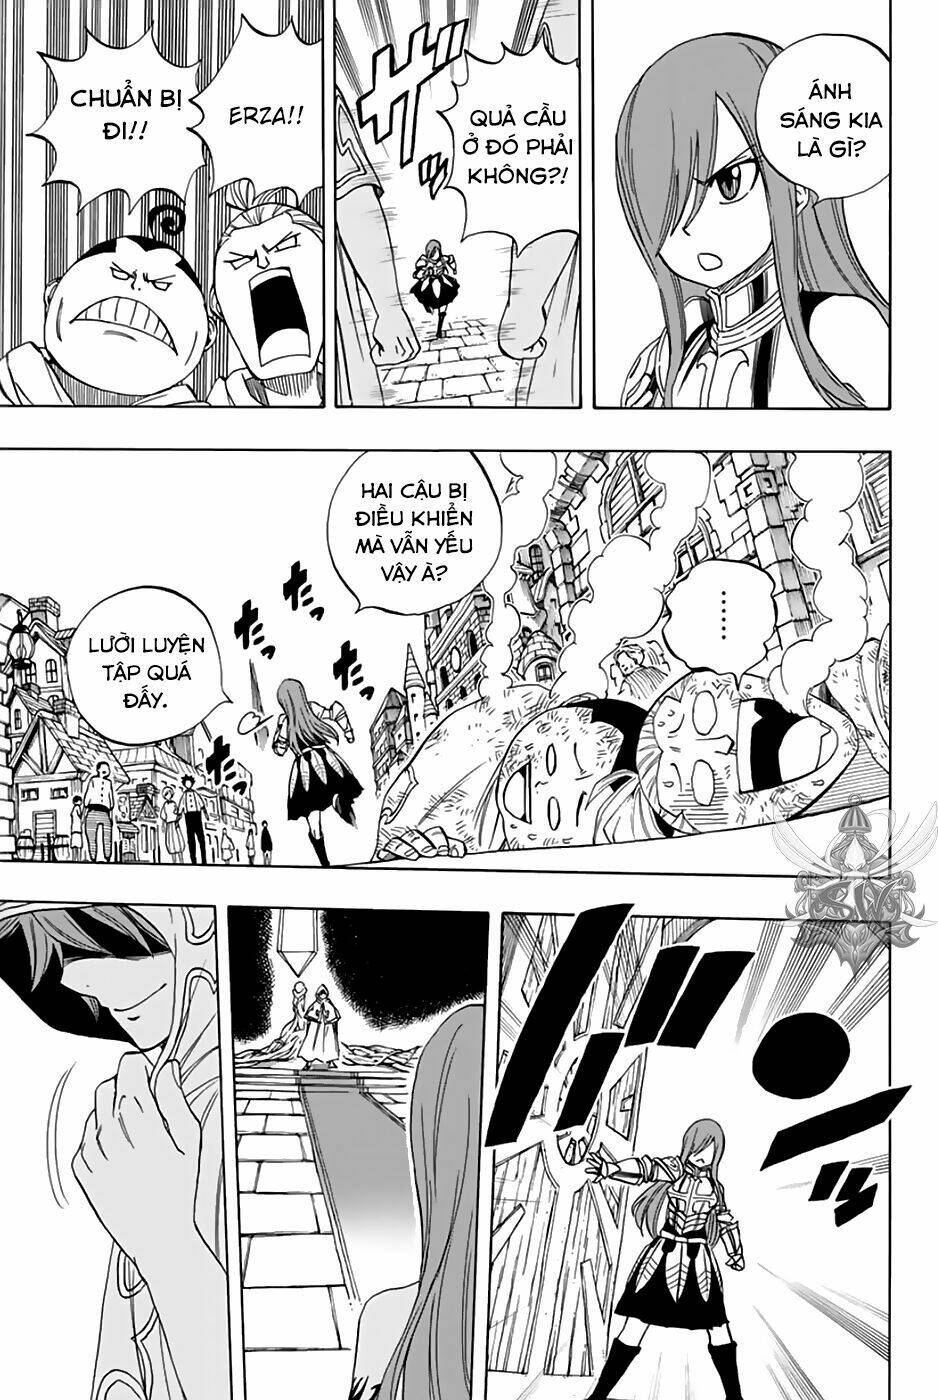 ÁNH
SÁNG KIA
LÀ GÌ?
QUẢ CẦU
Ở ĐÓ PHẢI
KHÔNG?!
ERZA!!
CHUẨN BỊ
ĐI!!
........
HAI CẬU BỊ
ĐIỀU KHIỂN
MÀ VẪN YẾU
VẬY À?
LƯỜI LUYỆN
TẬP QUÁ
ĐẤY.